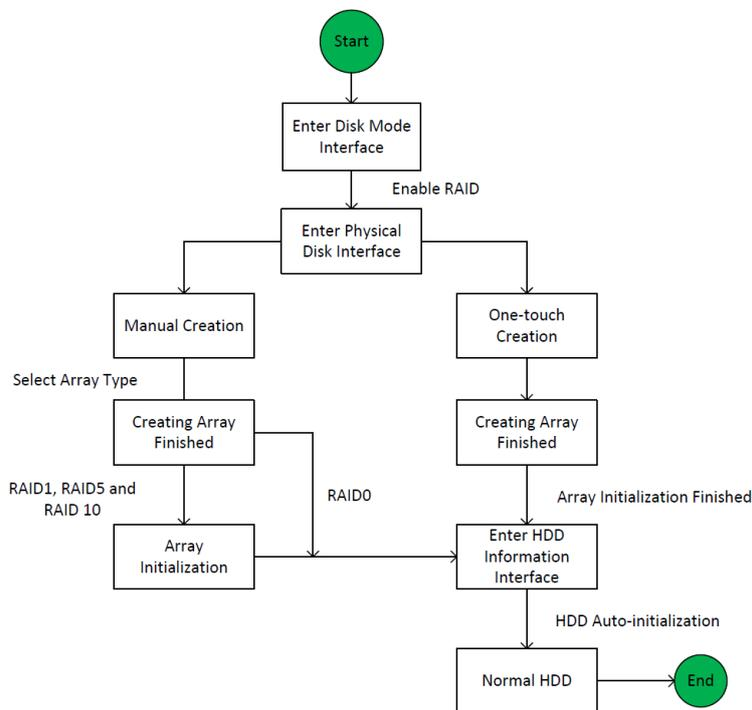 Start
Enter Disk Mode
Interface
Enable RAID
Enter Physical
Disk Interface
Manual Creation
One-touch
Creation
Select Array Type
Creating Array
Finished
Creating Array
Finished
RAID1, RAID5 and
RAID 10
RAID0
Array Initialization Finished
Array
Initialization
Enter HDD
Information
Interface
HDD Auto-initialization
Normal HDD
End